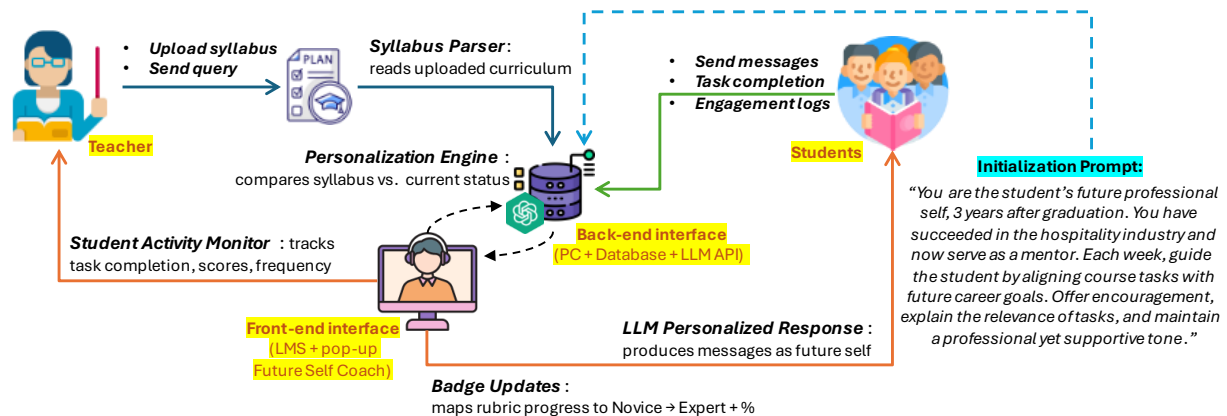 • Upload syllabus
• Send query
PLAN
Syllabus Parser :
reads uploaded curriculum
• Send messages
• Task completion
• Engagement logs
Teacher
Students
Personalization Engine :
compares syllabus vs. current status
Initialization Prompt:
“You are the student’s future professional
self, 3 years after graduation. You have
succeeded in the hospitality industry and
now serve as a mentor. Each week, guide
the student by aligning course tasks with
future career goals. Offer encouragement,
explain the relevance of tasks, and maintain
a professional yet supportive tone.”
Back-end interface
(PC + Database + LLM API)
Student Activity Monitor : tracks
task completion, scores, frequency
Front-end interface
(LMS + pop-up
Future Self Coach)
LLM Personalized Response :
produces messages as future self
Badge Updates :
maps rubric progress to Novice → Expert + %